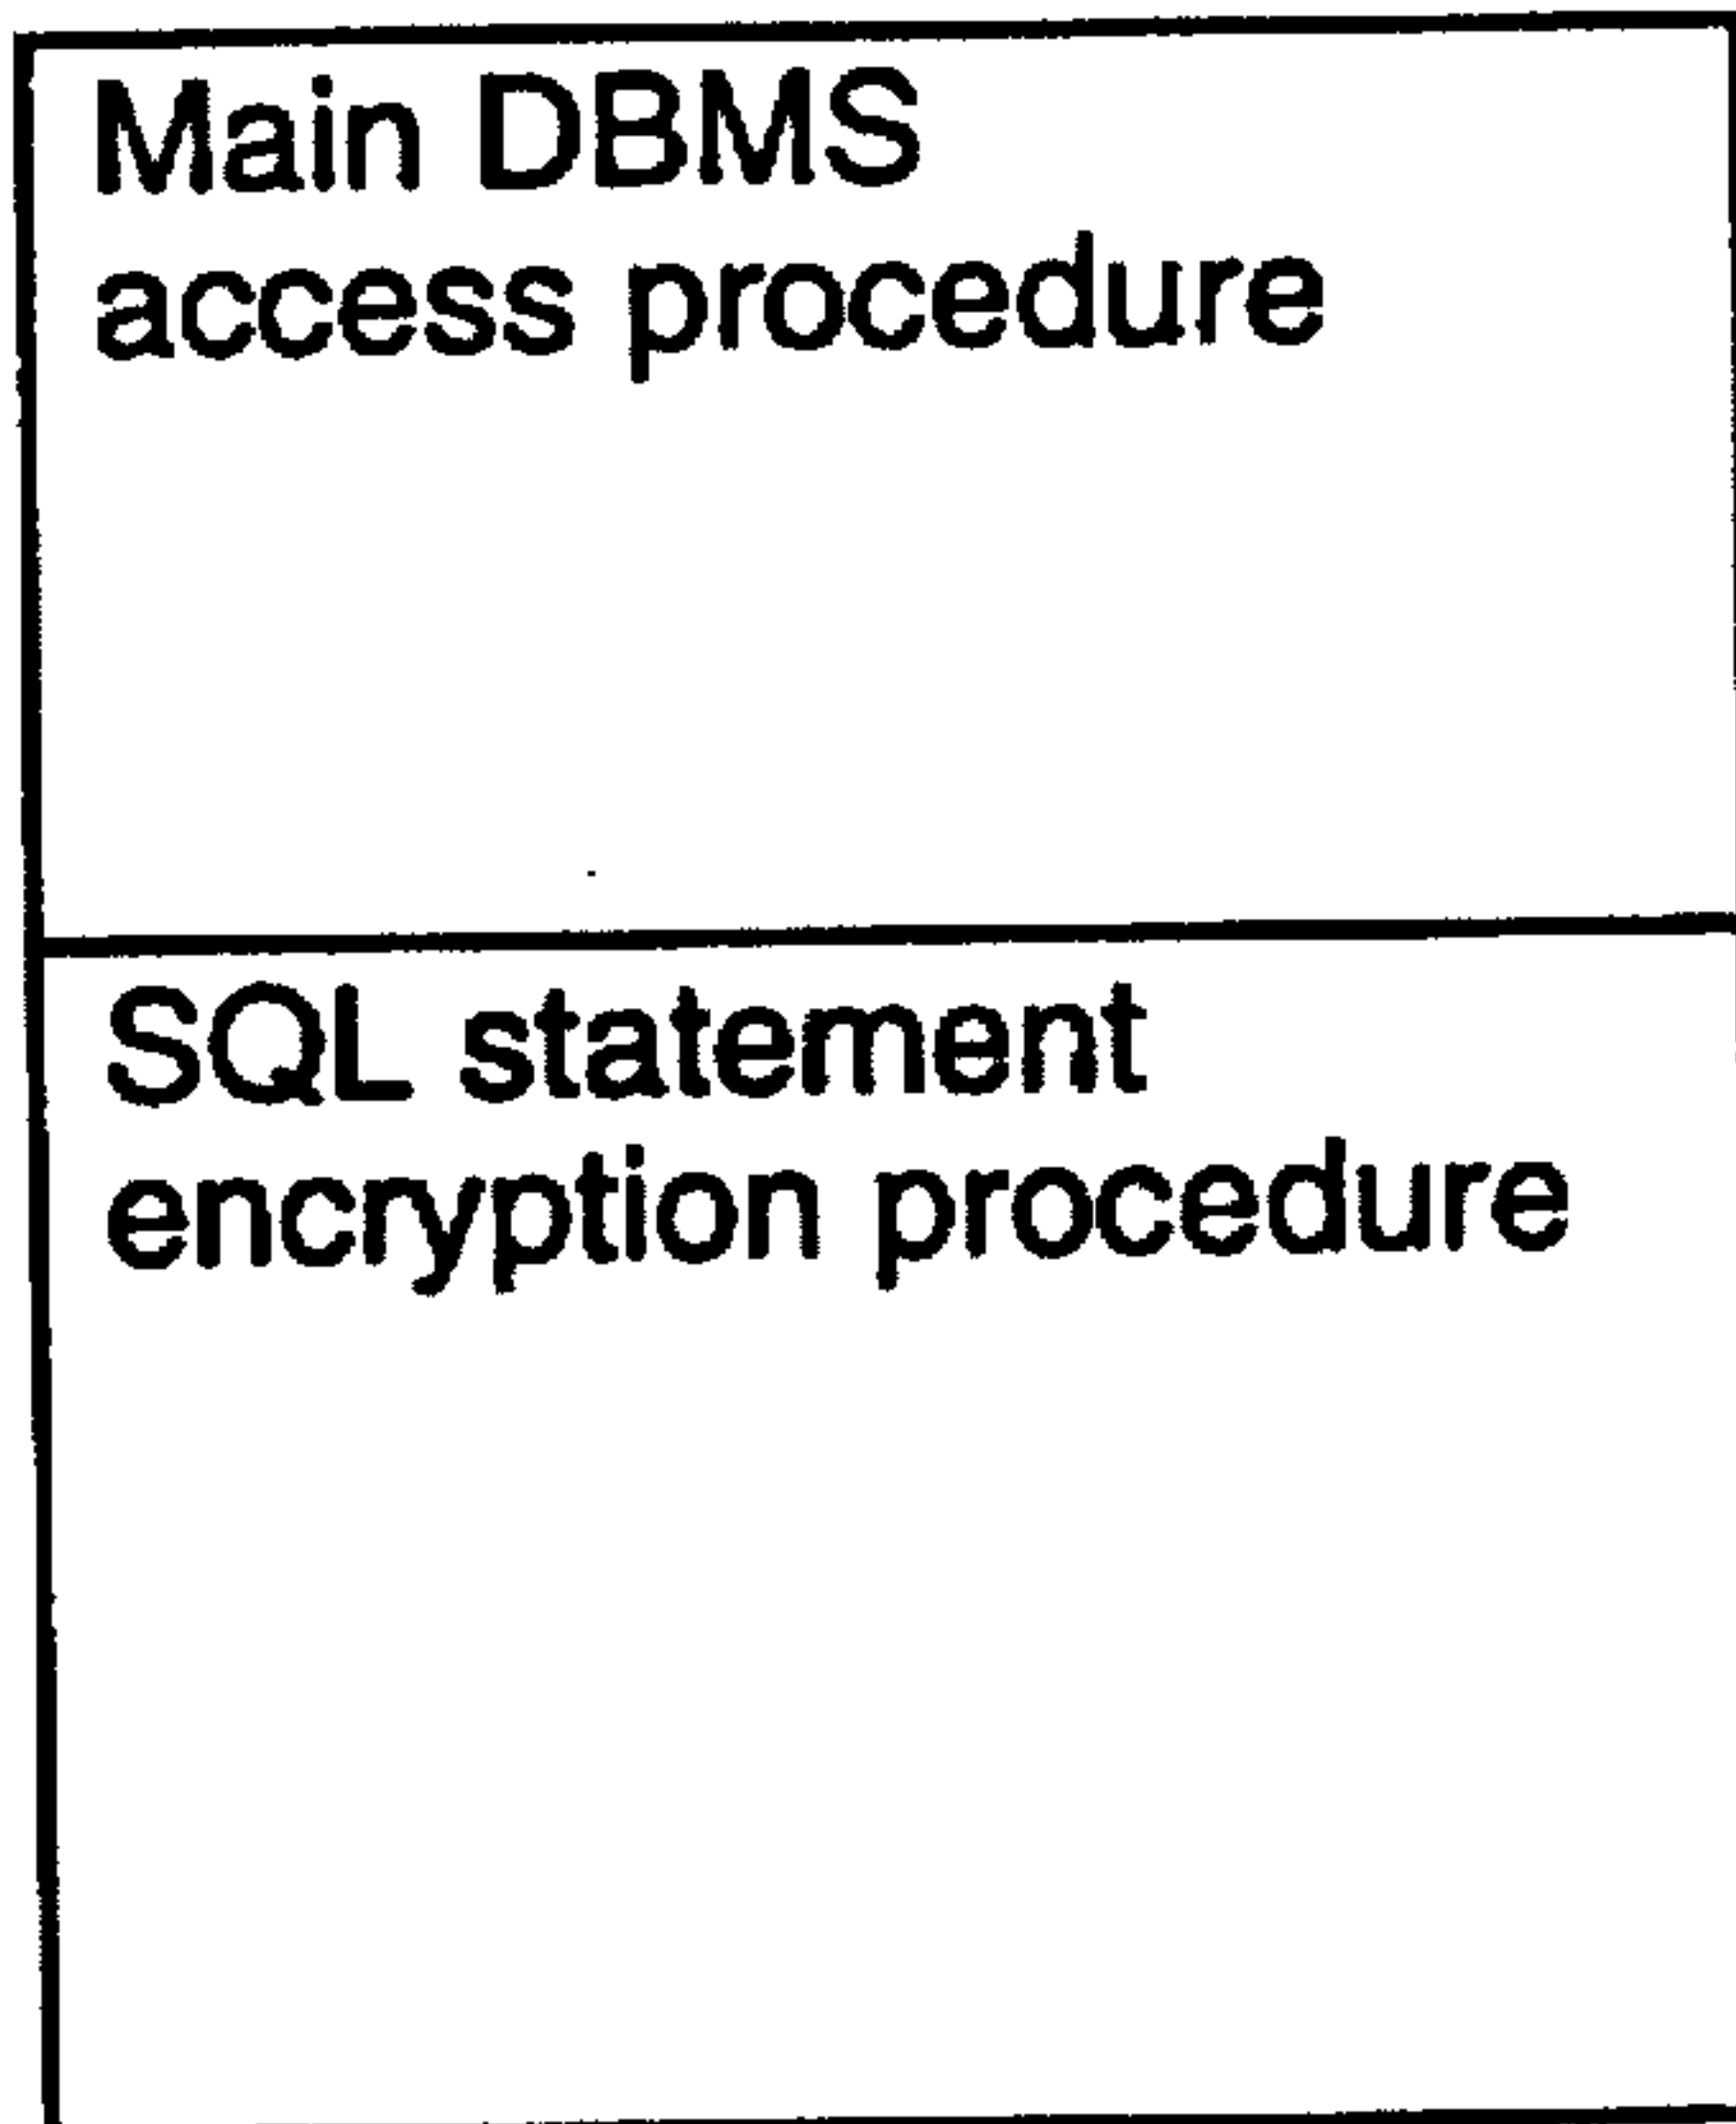 Main DBMS
access procedure
SQL statement
encryption procedure